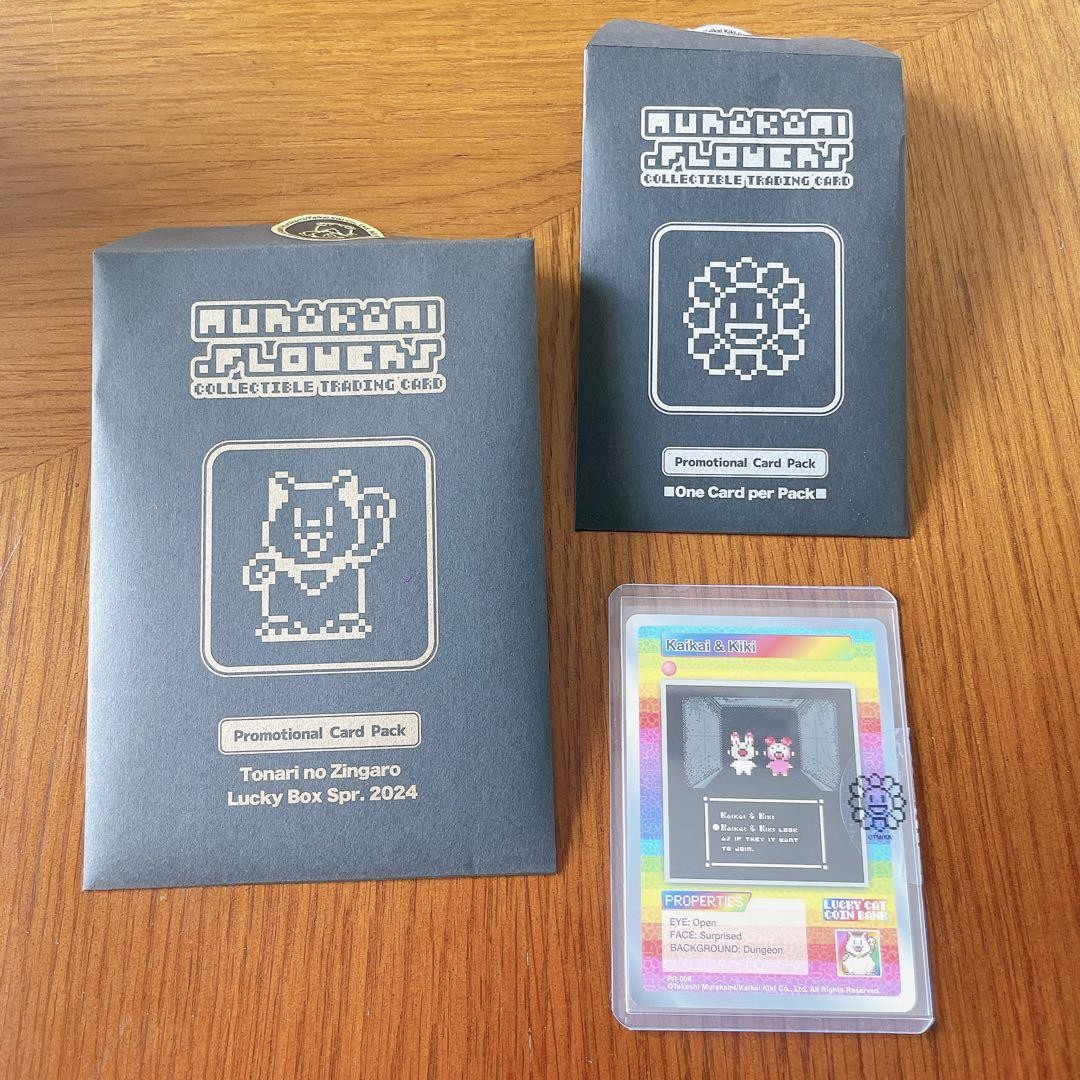 MURAKAMI
.FLOWERS
COLLECTIBLE TRADING CARD
Promotional Card Pack
Tonari no Zingaro
Lucky Box Spr. 2024
MURAKAMI
.FLOWERS
COLLECTIBLE TRADING CARD
Promotional Card Pack
■One Card per Pack■
Kaikai & Kiki
Kaikai & Kiki
Kaikai & Kiki look
as if they it want
to join.
PROPERTIES
EYE: Open
FACE: Surprised
BACKGROUND: Dungeon
LUCKY CAT
COIN BANK
PR-006
©Takashi Murakami/Kaikai Kiki Co., Ltd. All Rights Reserved.